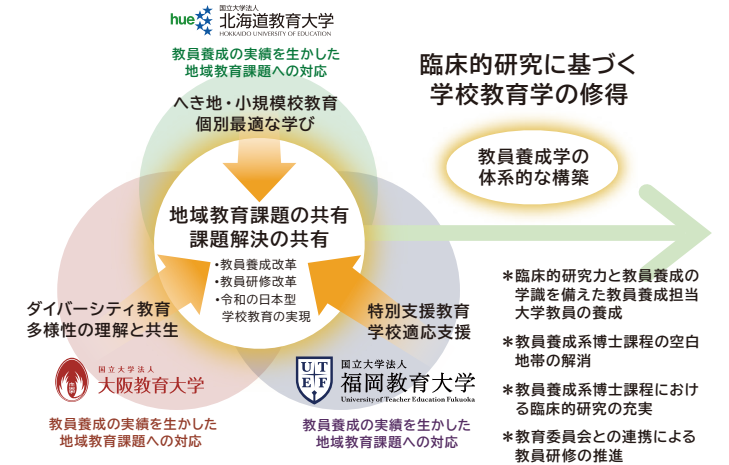 hue
国立大学法人
北海道教育大学
HOKKAIDO UNIVERSITY OF EDUCATION
教員養成の実績を生かした
地域教育課題への対応
へき地・小規模校教育
個別最適な学び
地域教育課題の共有
課題解決の共有
・教員養成改革
・教員研修改革
・令和の日本型
学校教育の実現
ダイバーシティ教育
多様性の理解と共生
国立大学法人
大阪教育大学
教員養成の実績を生かした
地域教育課題への対応
特別支援教育
学校適応支援
UTEF
国立大学法人
福岡教育大学
University of Teacher Education Fukuoka
教員養成の実績を生かした
地域教育課題への対応
臨床的研究に基づく
学校教育学の修得
教員養成学の
体系的な構築
＊臨床的研究力と教員養成の
学識を備えた教員養成担当
大学教員の養成
＊教員養成系博士課程の空白
地帯の解消
＊教員養成系博士課程におけ
る臨床的研究の充実
＊教育委員会との連携による
教員研修の推進